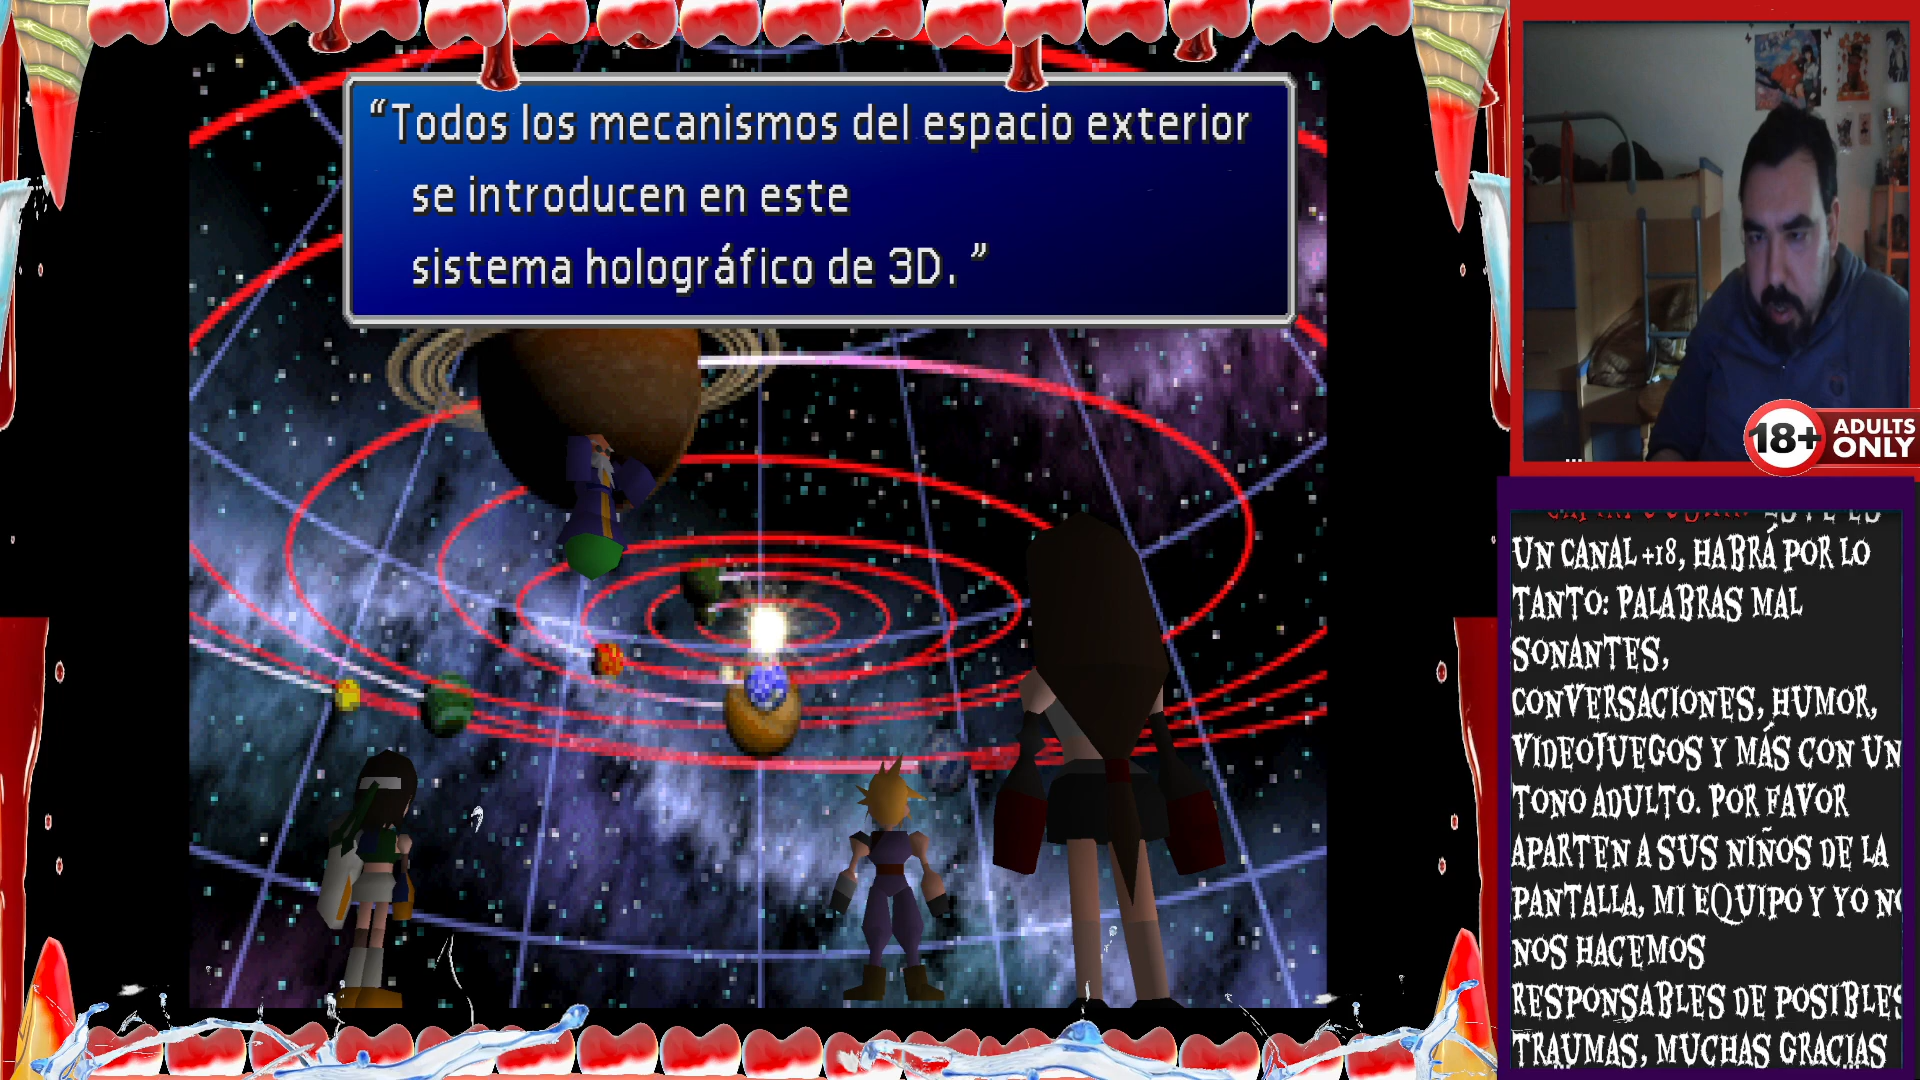 “Todos los mecanismos del espacio exterior
se introducen en este
sistema holográfico de 3D.”
18+ ADULTS
ONLY
ESTE ES
UN CANAL +18, HABRÁ POR LO
TANTO: PALABRAS MAL
SONANTES,
CONVERSACIONES, HUMOR,
VIDEOJUEGOS Y MÁS CON UN
TONO ADULTO. POR FAVOR
APARTEN A SUS NIÑOS DE LA
PANTALLA, MI EQUIPO Y YO NO
NOS HACEMOS
RESPONSABLES DE POSIBLES
TRAUMAS, MUCHAS GRACIAS